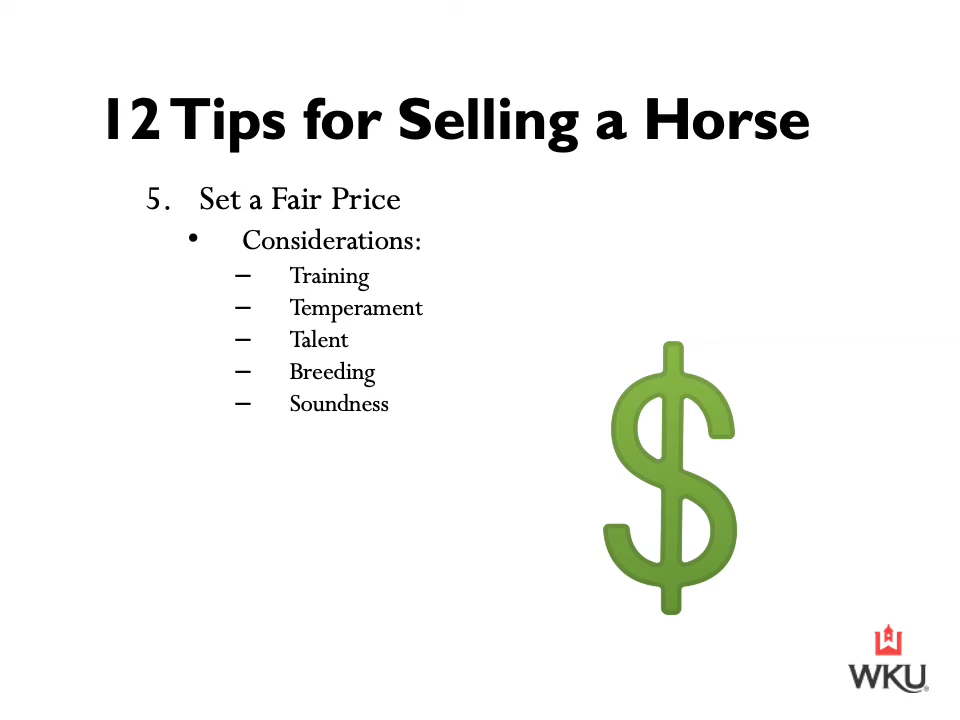 12 Tips for Selling a Horse
5. Set a Fair Price
• Considerations:
– Training
– Temperament
– Talent
– Breeding
– Soundness
$
WKU®